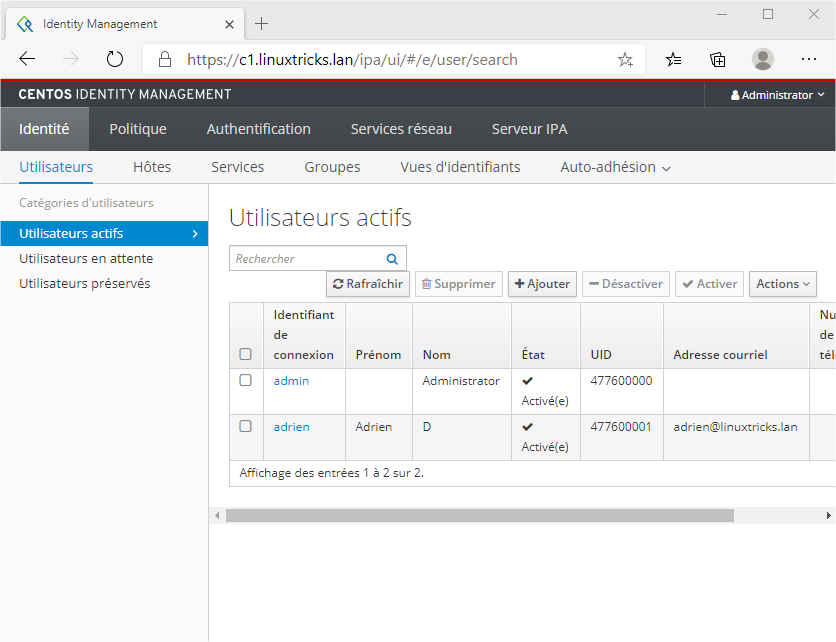 Identity Management
https://c1.linuxtricks.lan/ipa/ui/#/e/user/search
CENTOS IDENTITY MANAGEMENT
Administrator
Identité Politique Authentification Services réseau Serveur IPA
Utilisateurs Hôtes Services Groupes Vues d'identifiants Auto-adhésion
Catégories d'utilisateurs
Utilisateurs actifs
Utilisateurs en attente
Utilisateurs préservés
Utilisateurs actifs
Rechercher
Rafraîchir Supprimer Ajouter Désactiver Activer Actions
Identifiant
de
connexion
Prénom
Nom
État
UID
Adresse courriel
Nu
de
tél
admin Administrator
Activé(e)
477600000
adrien Adrien D
Activé(e)
477600001 adrien@linuxtricks.lan
Affichage des entrées 1 à 2 sur 2.